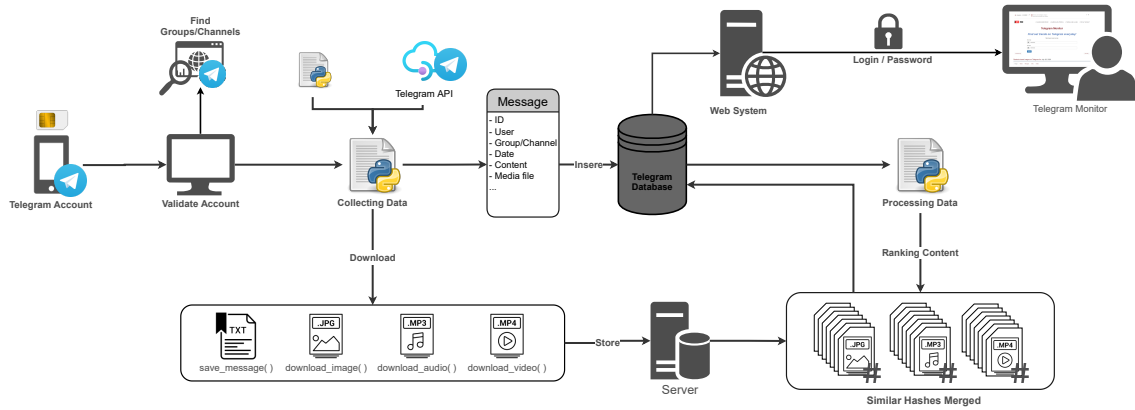 Find
Groups/Channels
Telegram API
Telegram Account
Validate Account
Collecting Data
Message
- ID
- User
- Group/Channel
- Date
- Content
- Media file
...
Insere
Telegram
Database
Web System
Login / Password
Telegram Monitor
Telegram Monitor
Processing Data
Ranking Content
Download
TXT
.JPG
.MP3
.MP4
save_message( )
download_image( )
download_audio( )
download_video( )
Store
Server
.JPG
#
.MP3
#
.MP4
#
Similar Hashes Merged